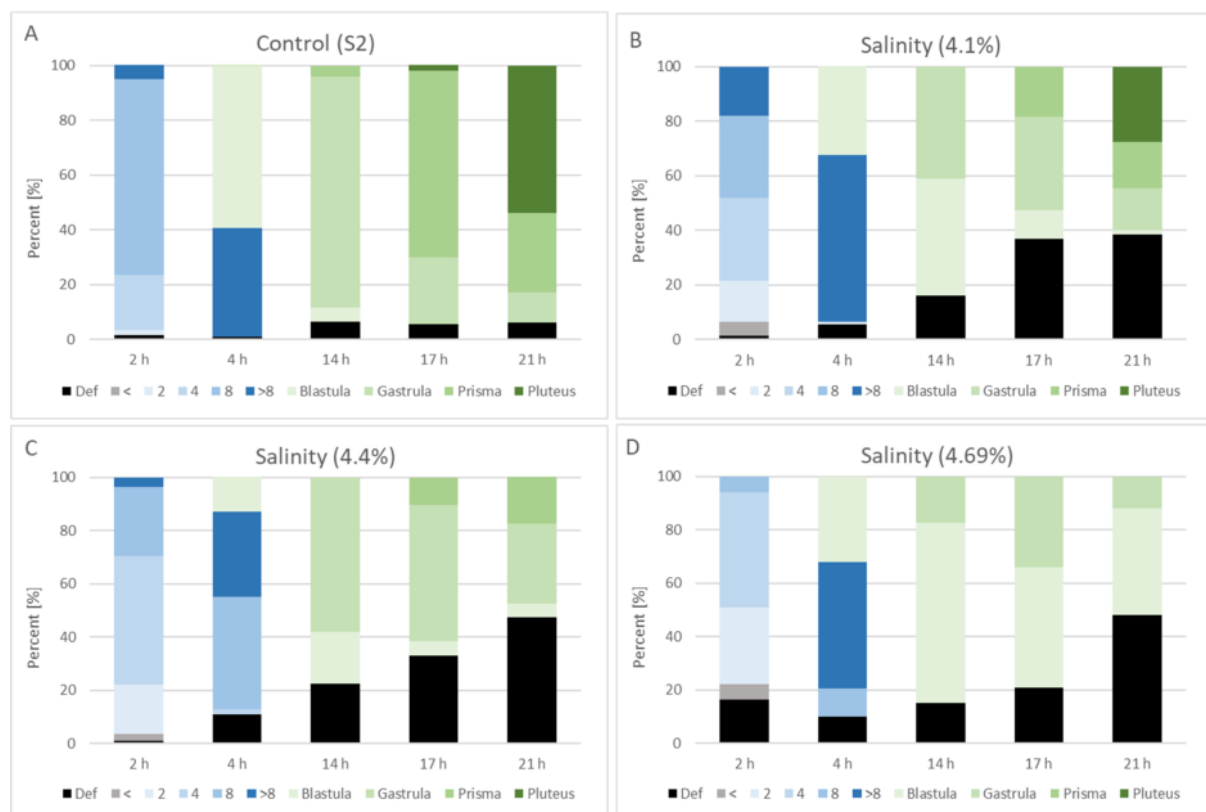 A
Control (S2)
Percent [%]
100
80
60
40
20
0
2 h 4 h 14 h 17 h 21 h
Def < 2 4 8 >8 Blastula Gastrula Prisma Pluteus
B
Salinity (4.1%)
Percent [%]
100
80
60
40
20
0
2 h 4 h 14 h 17 h 21 h
Def < 2 4 8 >8 Blastula Gastrula Prisma Pluteus
C
Salinity (4.4%)
Percent [%]
100
80
60
40
20
0
2 h 4 h 14 h 17 h 21 h
Def < 2 4 8 >8 Blastula Gastrula Prisma Pluteus
D
Salinity (4.69%)
Percent [%]
100
80
60
40
20
0
2 h 4 h 14 h 17 h 21 h
Def < 2 4 8 >8 Blastula Gastrula Prisma Pluteus